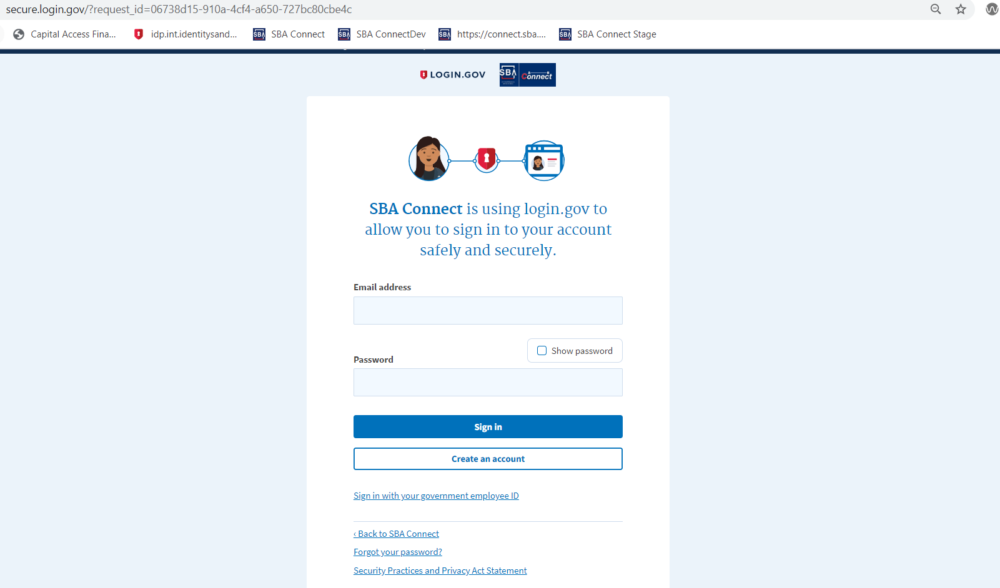 secure.login.gov/?request_id=06738d15-910a-4cf4-a650-727bc80cbe4c
Capital Access Fina... idp.int.identitysand... SBA Connect SBA ConnectDev https://connect.sba.... SBA Connect Stage
LOGIN.GOV SBA Connect
SBA Connect is using login.gov to
allow you to sign in to your account
safely and securely.
Email address
Show password
Password
Sign in
Create an account
Sign in with your government employee ID
‹ Back to SBA Connect
Forgot your password?
Security Practices and Privacy Act Statement